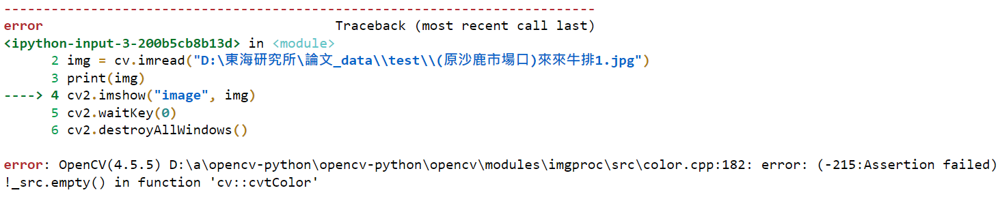 ---------------------------------------------------------------------------
error                                     Traceback (most recent call last)
<ipython-input-3-200b5cb8b13d> in <module>
      2 img = cv.imread("D:\東海研究所\論文_data\\test\\(原沙鹿市場口)來來牛排1.jpg")
      3 print(img)
----> 4 cv2.imshow("image", img)
      5 cv2.waitKey(0)
      6 cv2.destroyAllWindows()
error: OpenCV(4.5.5) D:\a\opencv-python\opencv-python\opencv\modules\imgproc\src\color.cpp:182: error: (-215:Assertion failed)
!_src.empty() in function 'cv::cvtColor'